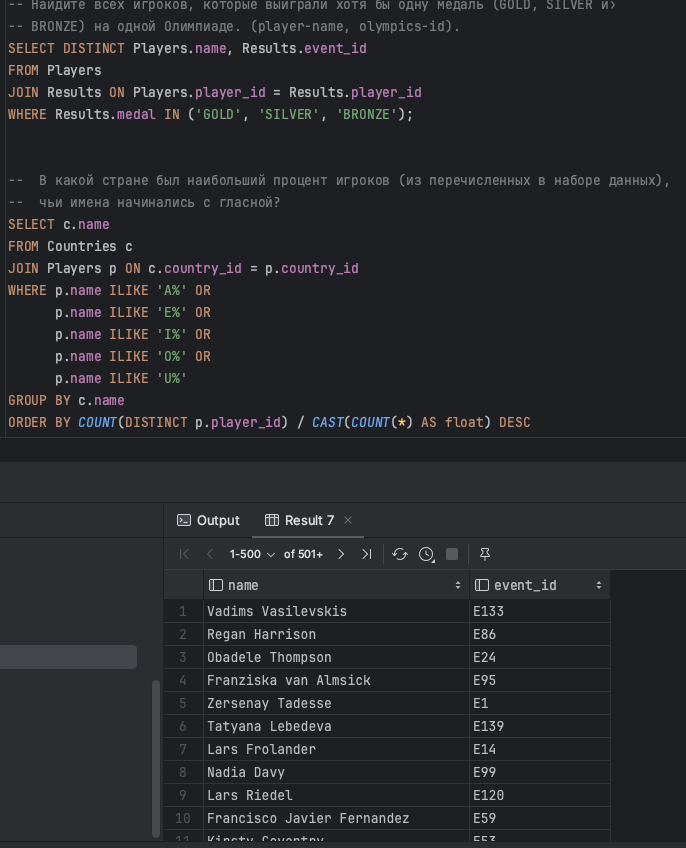 -- Найдите всех игроков, которые выиграли хотя бы одну медаль (GOLD, SILVER и›
-- BRONZE) на одной Олимпиаде. (player-name, olympics-id).
SELECT DISTINCT Players.name, Results.event_id
FROM Players
JOIN Results ON Players.player_id = Results.player_id
WHERE Results.medal IN ('GOLD', 'SILVER', 'BRONZE');
--  В какой стране был наибольший процент игроков (из перечисленных в наборе данных),
--  чьи имена начинались с гласной?
SELECT c.name
FROM Countries c
JOIN Players p ON c.country_id = p.country_id
WHERE p.name ILIKE 'A%' OR
      p.name ILIKE 'E%' OR
      p.name ILIKE 'I%' OR
      p.name ILIKE 'O%' OR
      p.name ILIKE 'U%'
GROUP BY c.name
ORDER BY COUNT(DISTINCT p.player_id) / CAST(COUNT(*) AS float) DESC
Output Result 7 ×
1-500 of 501+
name event_id
1 Vadims Vasilevskis E133
2 Regan Harrison E86
3 Obadele Thompson E24
4 Franziska van Almsick E95
5 Zersenay Tadesse E1
6 Tatyana Lebedeva E139
7 Lars Frolander E14
8 Nadia Davy E99
9 Lars Riedel E120
10 Francisco Javier Fernandez E59
11 Kirsty Coventry E53